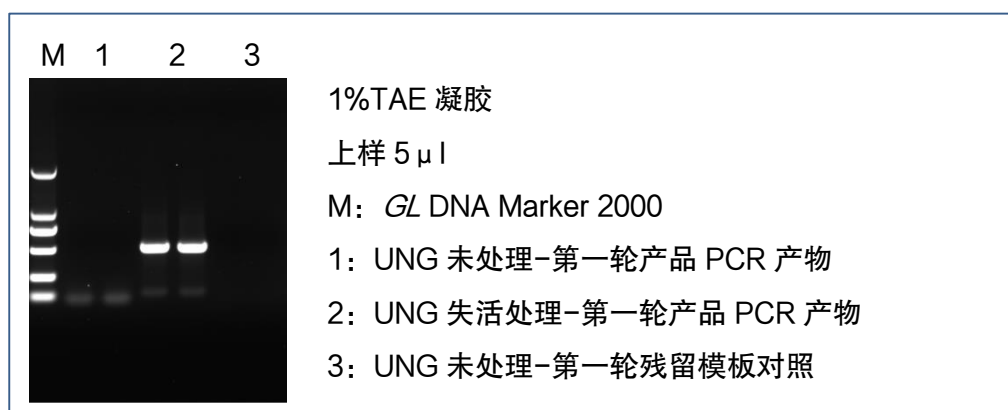 M 1 2 3
1%TAE 凝胶
上样 5μl
M：GL DNA Marker 2000
1：UNG 未处理-第一轮产品 PCR 产物
2：UNG 失活处理-第一轮产品 PCR 产物
3：UNG 未处理-第一轮残留模板对照